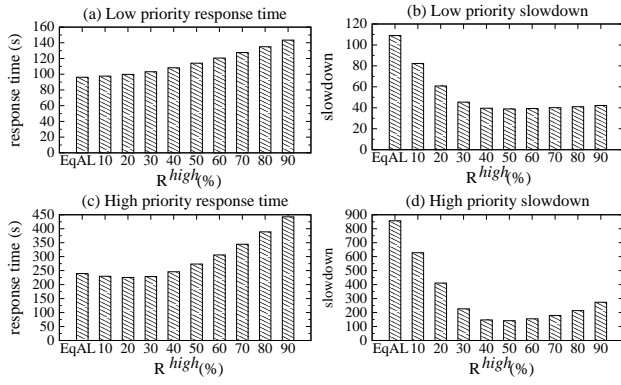 (a) Low priority response time
response time (s)
160
140
120
100
80
60
40
20
0
EqAL 10 20 30 40 50 60 70 80 90
R^high(%)
(b) Low priority slowdown
slowdown
120
100
80
60
40
20
0
EqAL 10 20 30 40 50 60 70 80 90
R^high(%)
(c) High priority response time
response time (s)
450
400
350
300
250
200
150
100
50
0
EqAL 10 20 30 40 50 60 70 80 90
R^high(%)
(d) High priority slowdown
slowdown
900
800
700
600
500
400
300
200
100
0
EqAL 10 20 30 40 50 60 70 80 90
R^high(%)